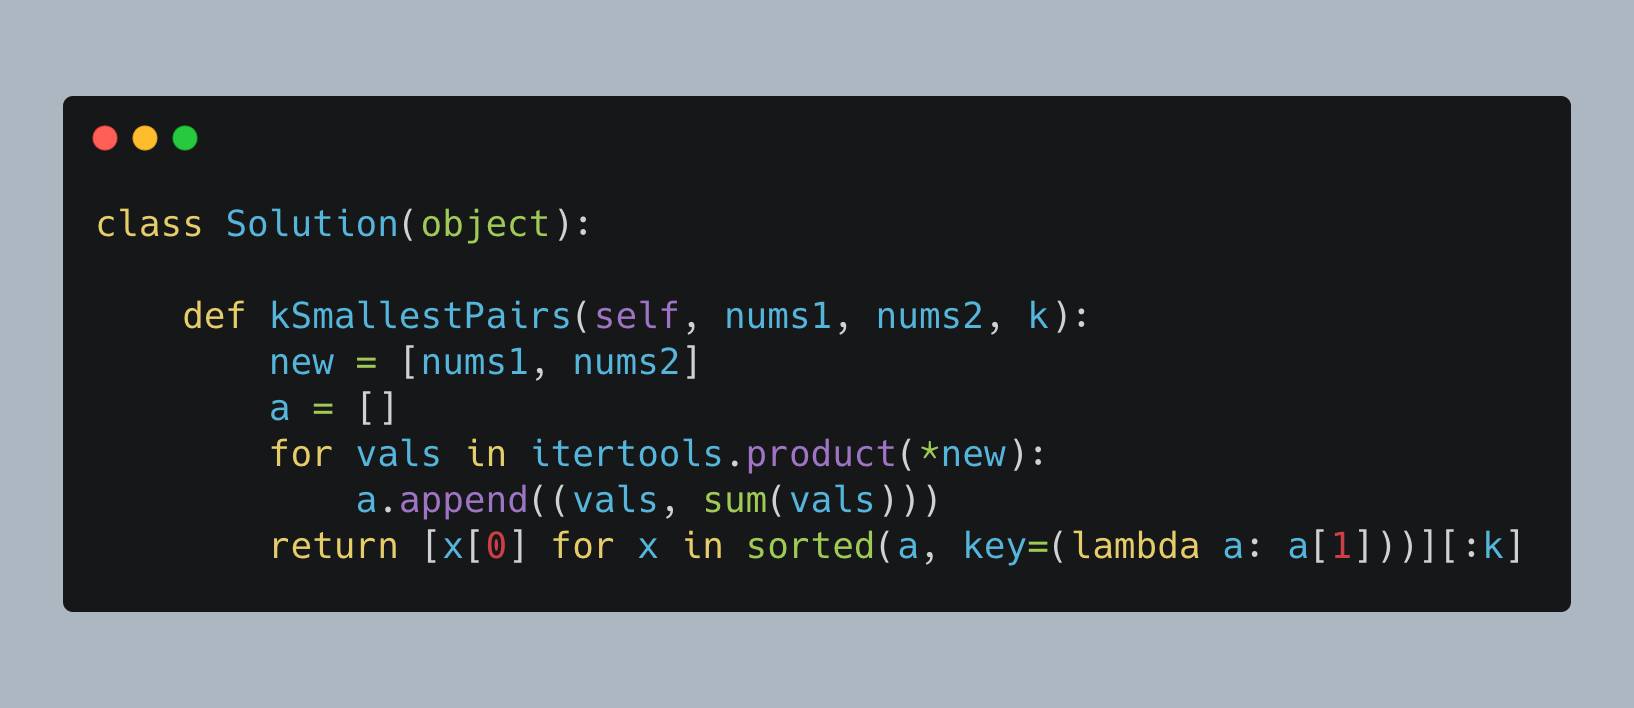 class Solution(object):

    def kSmallestPairs(self, nums1, nums2, k):
        new = [nums1, nums2]
        a = []
        for vals in itertools.product(*new):
            a.append((vals, sum(vals)))
        return [x[0] for x in sorted(a, key=(lambda a: a[1]))][:k]